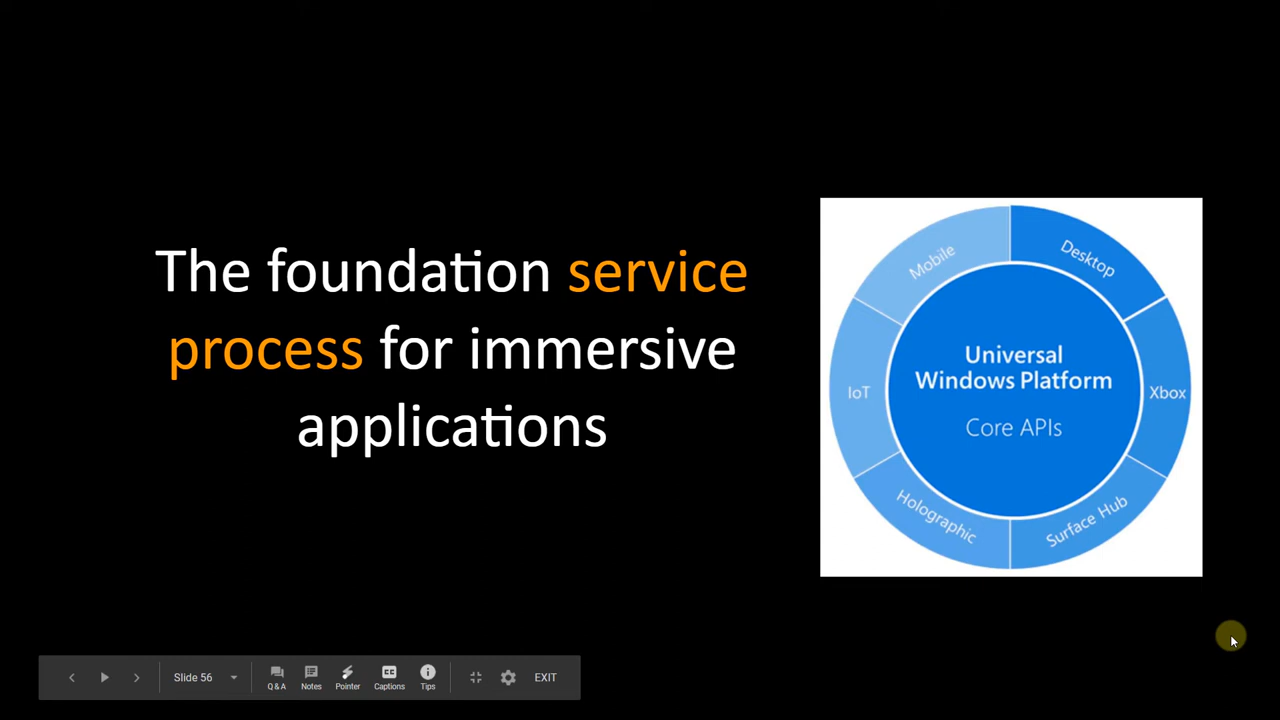 The foundation service
process for immersive
applications
Mobile
Desktop
IoT
Universal
Windows Platform
Core APIs
Xbox
Holographic
Surface Hub
Slide 56
Q & A
Notes
Pointer
CC
Captions
Tips
EXIT